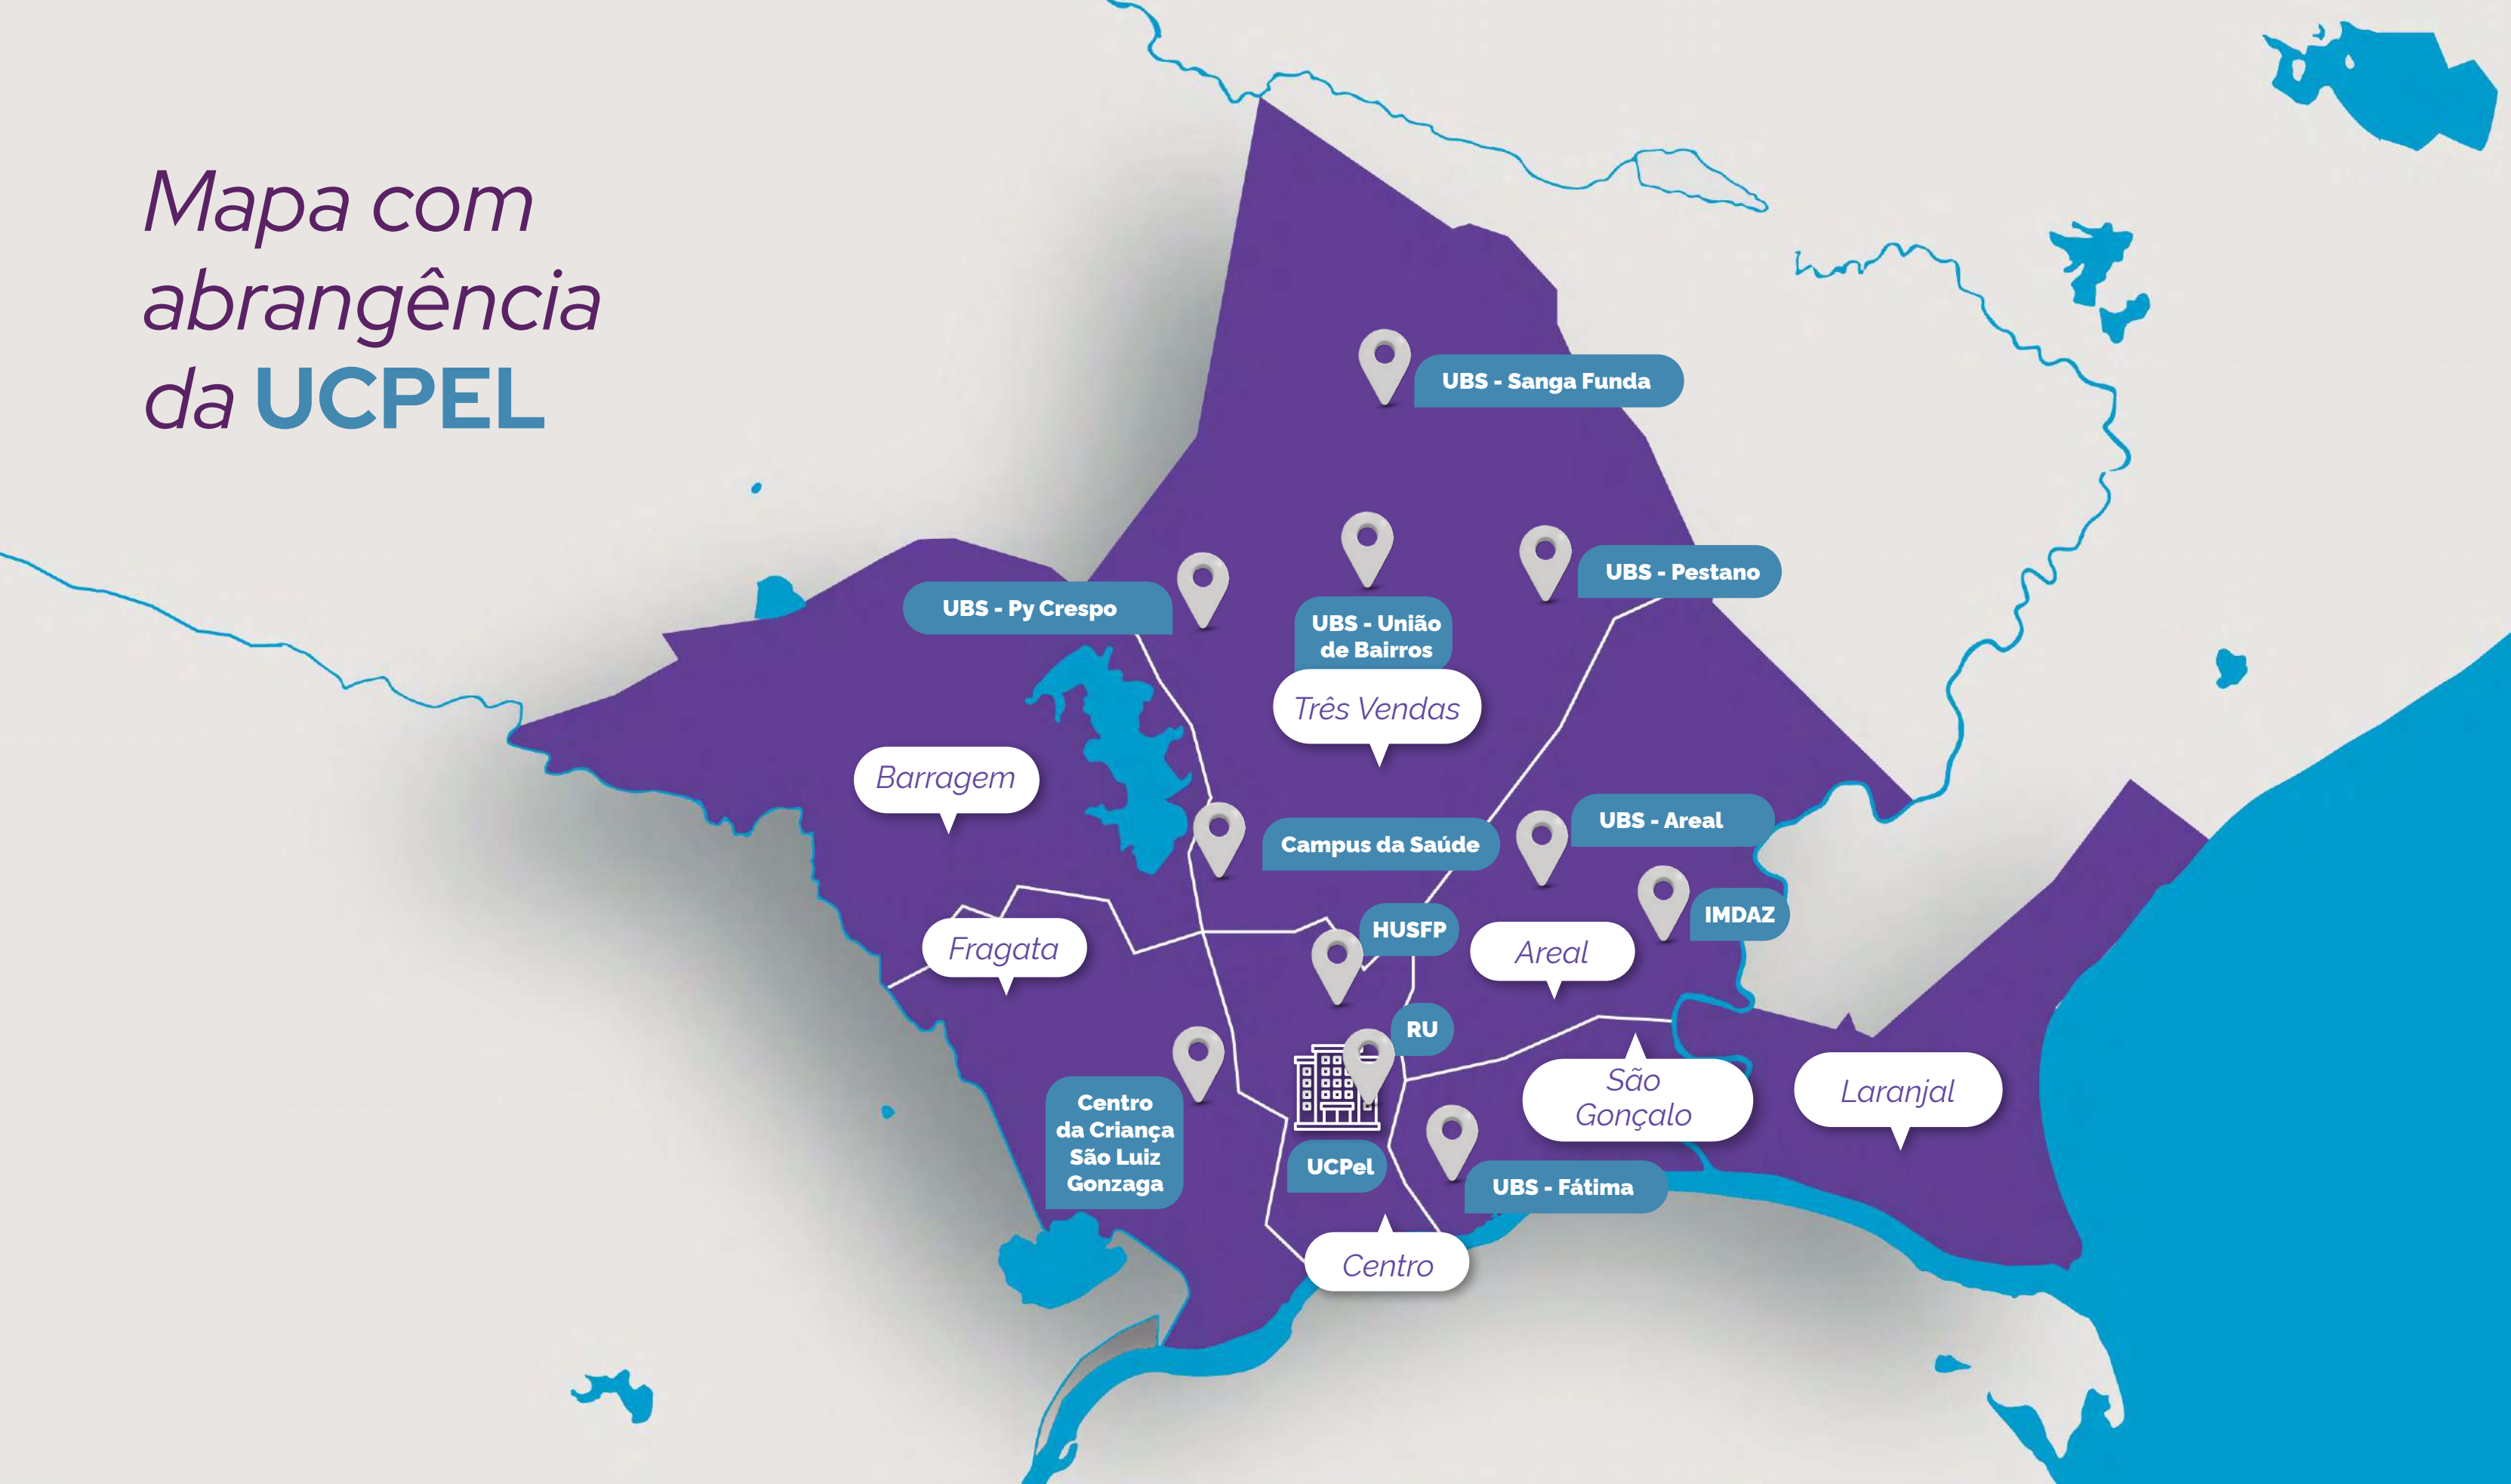 Mapa com
abrangência
da UCPEL
UBS - Sanga Funda
UBS - Pestano
UBS - Py Crespo
UBS - União
de Bairros
Três Vendas
Barragem
UBS - Areal
Campus da Saúde
IMDAZ
HUSFP
Fragata
Areal
RU
São
Gonçalo
Laranjal
Centro
da Criança
São Luiz
Gonzaga
UCPel
UBS - Fátima
Centro